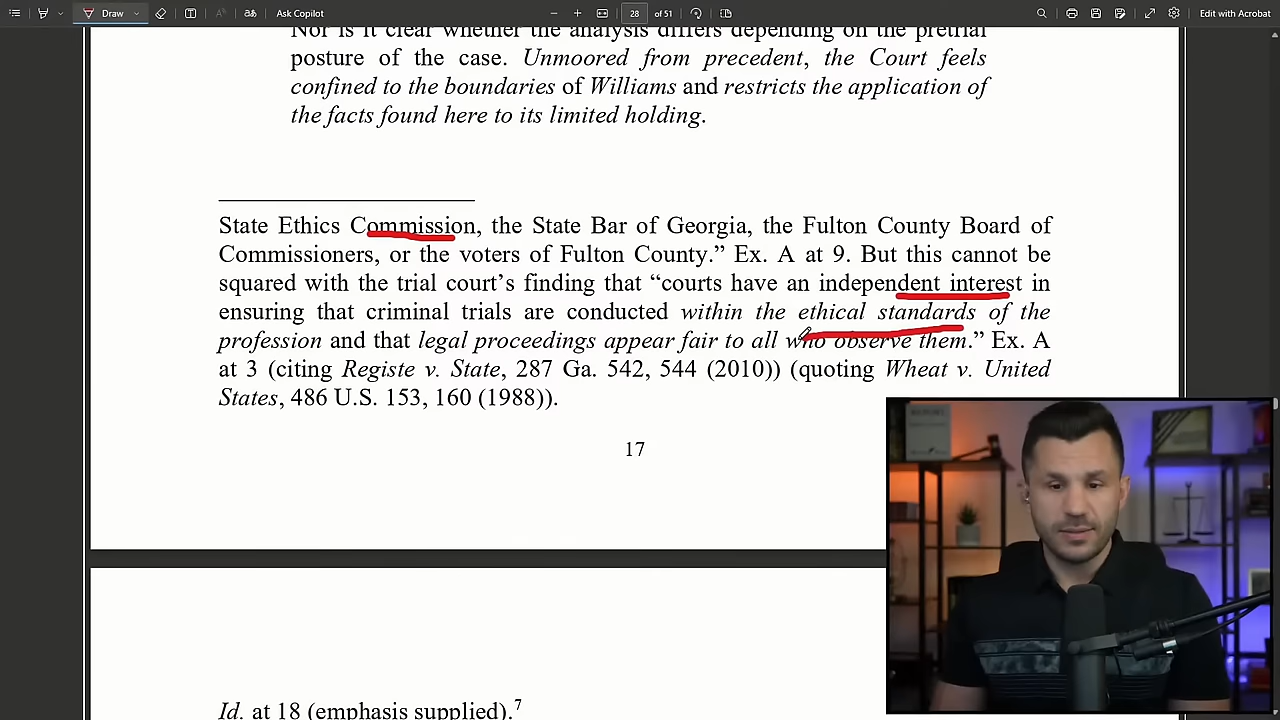 Draw
Ask Copilot
28 of 51
Edit with Acrobat
Nor is it clear whether the analysis differs depending on the pretrial
posture of the case. Unmoored from precedent, the Court feels
confined to the boundaries of Williams and restricts the application of
the facts found here to its limited holding.
State Ethics Commission, the State Bar of Georgia, the Fulton County Board of
Commissioners, or the voters of Fulton County.” Ex. A at 9. But this cannot be
squared with the trial court’s finding that “courts have an independent interest in
ensuring that criminal trials are conducted within the ethical standards of the
profession and that legal proceedings appear fair to all who observe them.” Ex. A
at 3 (citing Registe v. State, 287 Ga. 542, 544 (2010)) (quoting Wheat v. United
States, 486 U.S. 153, 160 (1988)).
17
Id. at 18 (emphasis supplied).7